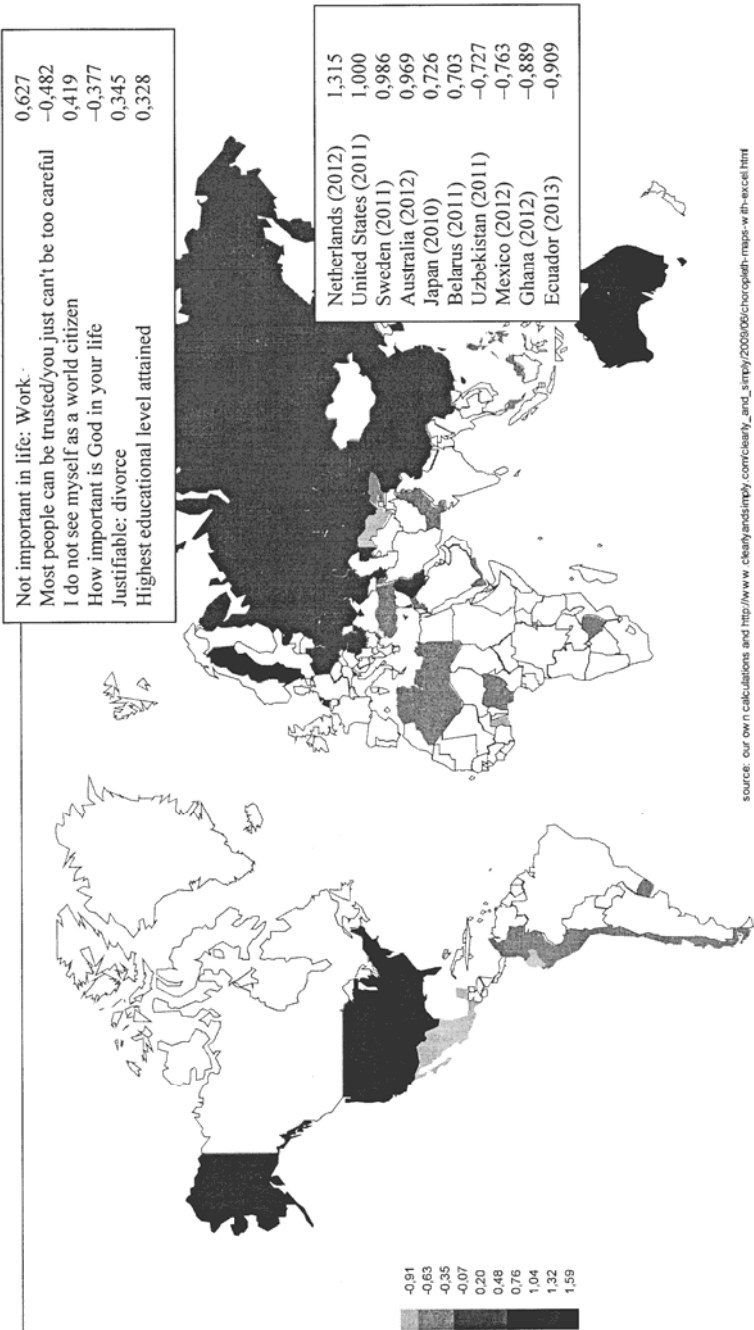 Not important in life: Work 0,627
Most people can be trusted/you just can't be too careful −0,482
I do not see myself as a world citizen 0,419
How important is God in your life −0,377
Justifiable: divorce 0,345
Highest educational level attained 0,328
Netherlands (2012) 1,315
United States (2011) 1,000
Sweden (2011) 0,986
Australia (2012) 0,969
Japan (2010) 0,726
Belarus (2011) 0,703
Uzbekistan (2011) −0,727
Mexico (2012) −0,763
Ghana (2012) −0,889
Ecuador (2013) −0,909
-0,91
-0,63
-0,35
-0,07
0,20
0,48
0,76
1,04
1,32
1,59
source: our own calculations and http://www.clearlyandsimply.com/clearly_and_simply/2009/06/choropleth-maps-with-excel.html